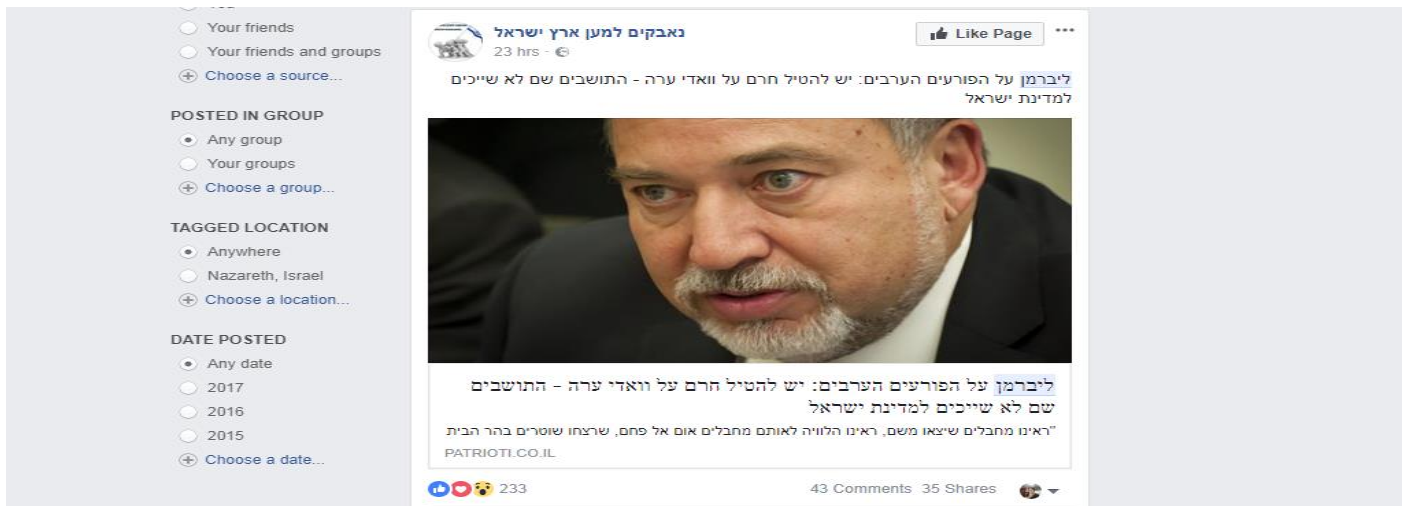 Your friends
Your friends and groups
Choose a source...
POSTED IN GROUP
Any group
Your groups
Choose a group...
TAGGED LOCATION
Anywhere
Nazareth, Israel
Choose a location...
DATE POSTED
Any date
2017
2016
2015
Choose a date...
נאבקים למען ארץ ישראל
Like Page
23 hrs
ליברמן על הפורעים הערבים: יש להטיל חרם על וואדי ערה - התושבים שם לא שייכים
למדינת ישראל
ליברמן על הפורעים הערבים: יש להטיל חרם על וואדי ערה - התושבים
שם לא שייכים למדינת ישראל
"ראינו מחבלים שיצאו משם, ראינו הלוויה לאותם מחבלים אום אל פחם, שרצחו שוטרים בהר הבית
PATRIOTI.CO.IL
233
43 Comments 35 Shares